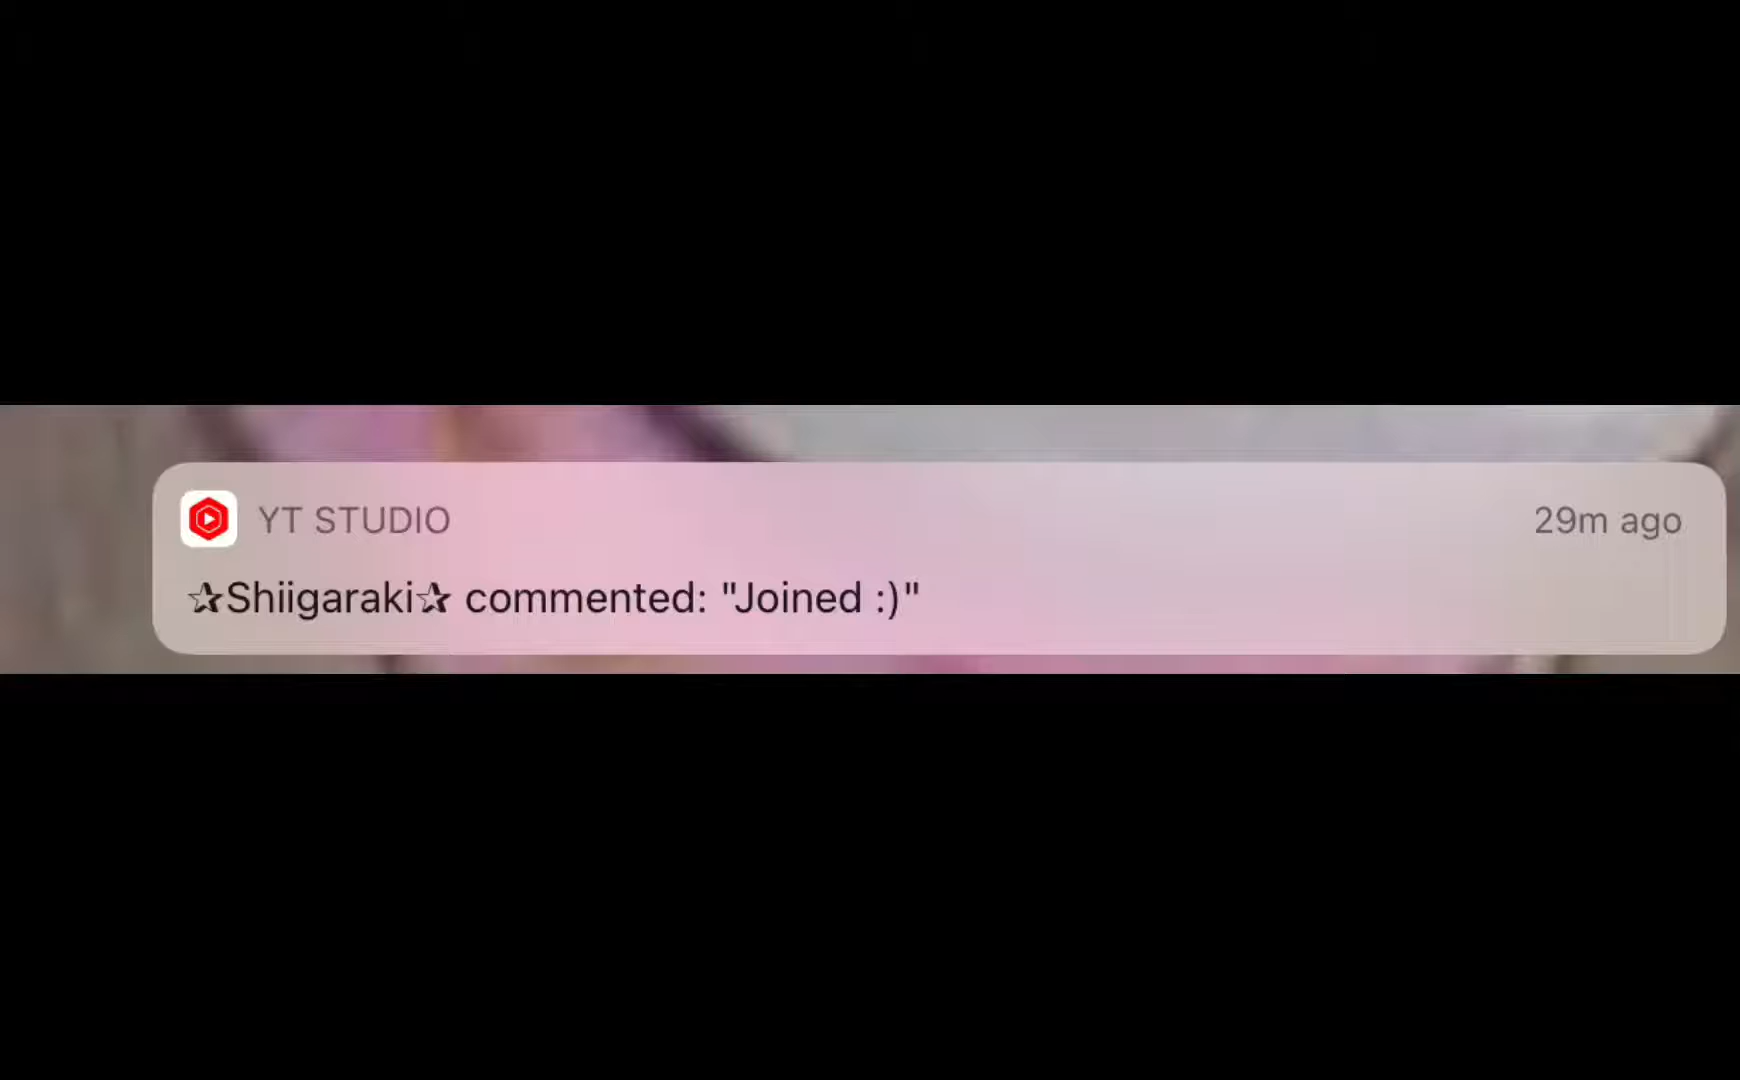 YT STUDIO
29m ago
✰Shiigaraki✰ commented: "Joined :)"